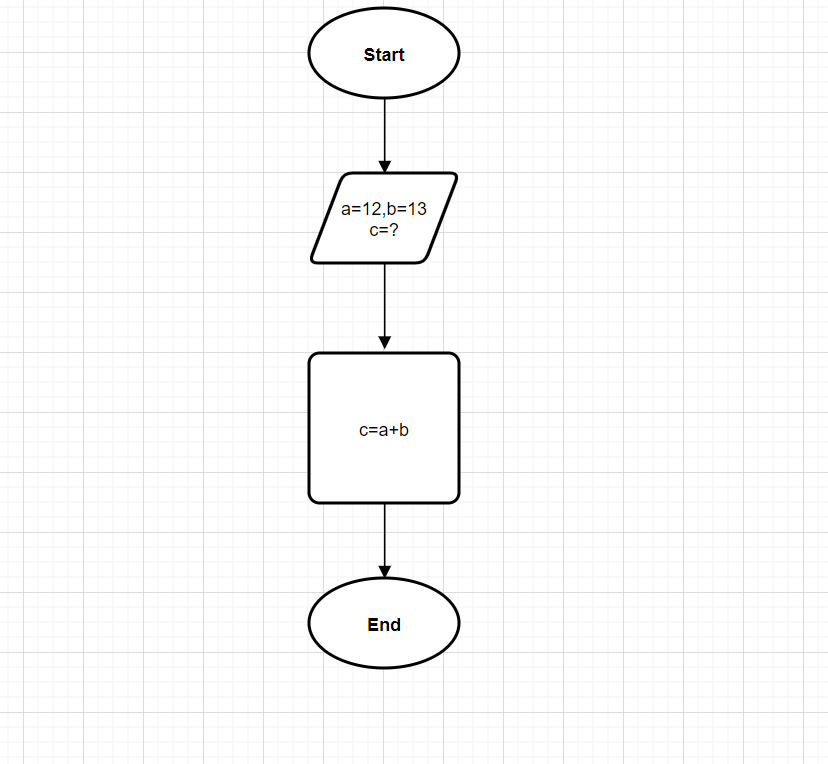 Start
a=12,b=13
c=?
c=a+b
End